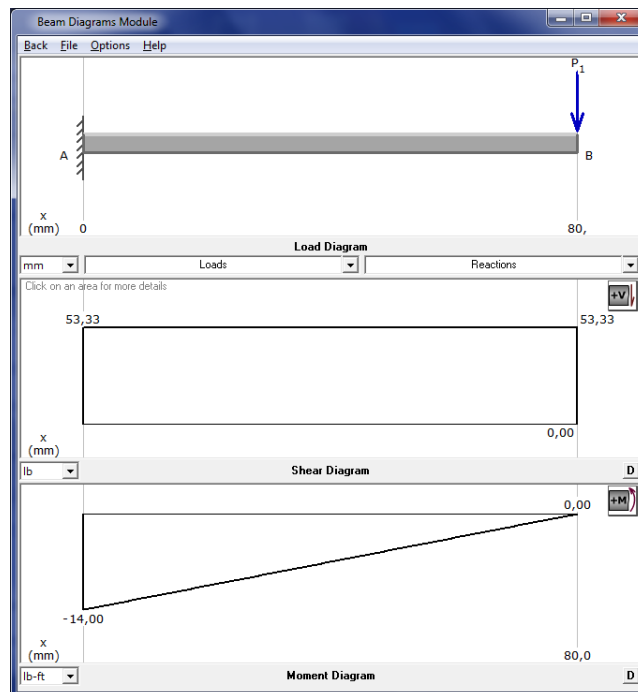 Beam Diagrams Module
Back File Options Help
P1
A
B
x
(mm) 0 80,
Load Diagram
mm Loads Reactions
Click on an area for more details
+V
53,33 53,33
0,00
x
(mm)
lb Shear Diagram D
+M
0,00
-14,00
x
(mm) 80,0
lb-ft Moment Diagram D